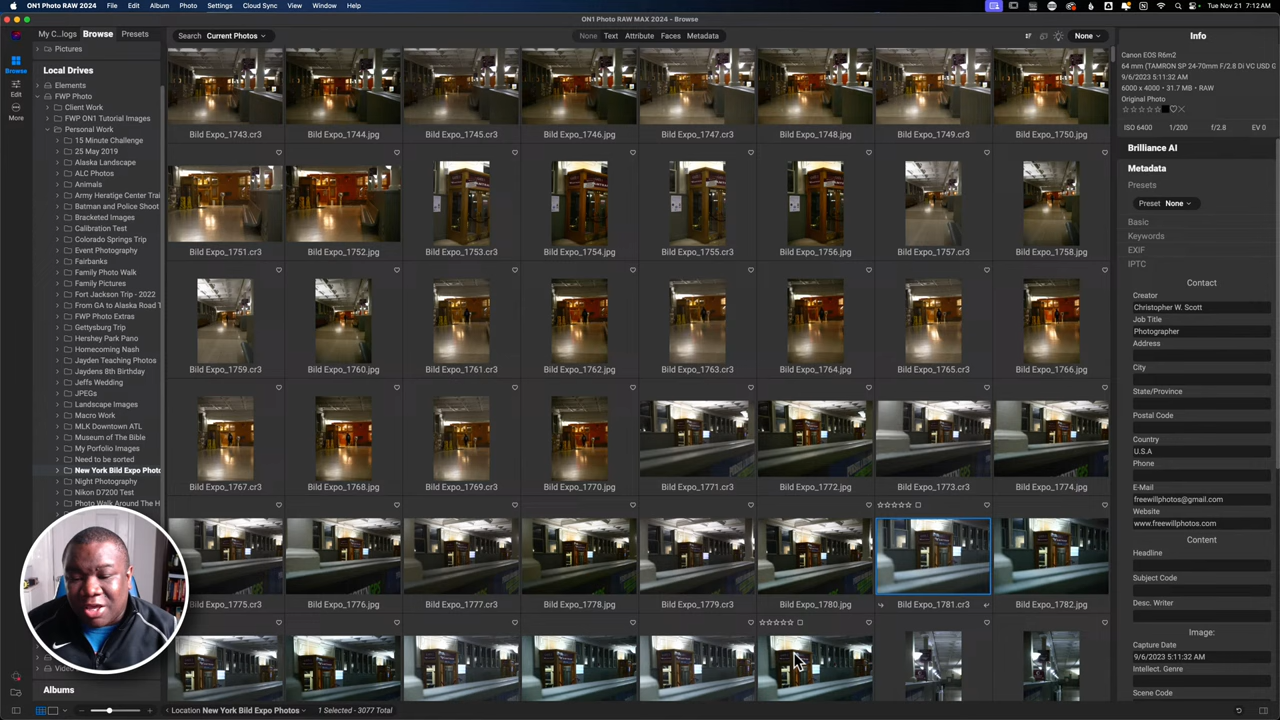 ON1 Photo RAW 2024 File Edit Album Photo Settings Cloud Sync View Window Help Tue Nov 21 7:12 AM
ON1 Photo RAW MAX 2024 - Browse
My C...logs Browse Presets
Search Current Photos
None Text Attribute Faces Metadata
None
Info
Browse
Edit
More
Pictures
Local Drives
Elements
FWP Photo
Client Work
FWP ON1 Tutorial Images
Personal Work
15 Minute Challenge
25 May 2019
Alaska Landscape
ALC Photos
Animals
Army Heratige Center Trai
Batman and Police Shoot
Bracketed Images
Calibration Test
Colorado Springs Trip
Event Photography
Fairbanks
Family Photo Walk
Family Pictures
Fort Jackson Trip - 2022
From GA to Alaska Road T
FWP Photo Extras
Gettysburg Trip
Hershey Park Pano
Homecoming Nash
Jayden Teaching Photos
Jaydens 8th Birthday
Jeffs Wedding
JPEGs
Landscape Images
Macro Work
MLK Downtown ATL
Museum of The Bible
My Porfolio Images
Need to be sorted
New York Bild Expo Photo
Night Photography
Nikon D7200 Test
Photo Walk Around The H
Albums
Bild Expo_1743.cr3 Bild Expo_1744.jpg Bild Expo_1745.cr3 Bild Expo_1746.jpg Bild Expo_1747.cr3 Bild Expo_1748.jpg Bild Expo_1749.cr3 Bild Expo_1750.jpg
Bild Expo_1751.cr3 Bild Expo_1752.jpg Bild Expo_1753.cr3 Bild Expo_1754.jpg Bild Expo_1755.cr3 Bild Expo_1756.jpg Bild Expo_1757.cr3 Bild Expo_1758.jpg
Bild Expo_1759.cr3 Bild Expo_1760.jpg Bild Expo_1761.cr3 Bild Expo_1762.jpg Bild Expo_1763.cr3 Bild Expo_1764.jpg Bild Expo_1765.cr3 Bild Expo_1766.jpg
Bild Expo_1767.cr3 Bild Expo_1768.jpg Bild Expo_1769.cr3 Bild Expo_1770.jpg Bild Expo_1771.cr3 Bild Expo_1772.jpg Bild Expo_1773.cr3 Bild Expo_1774.jpg
Bild Expo_1775.cr3 Bild Expo_1776.jpg Bild Expo_1777.cr3 Bild Expo_1778.jpg Bild Expo_1779.cr3 Bild Expo_1780.jpg Bild Expo_1781.cr3 Bild Expo_1782.jpg
Location New York Bild Expo Photos 1 Selected - 3077 Total
Canon EOS R6m2
64 mm (TAMRON SP 24-70mm F/2.8 Di VC USD G
9/6/2023 5:11:32 AM
6000 x 4000 • 31.7 MB • RAW
Original Photo
ISO 6400 1/200 f/2.8 EV 0
Brilliance AI
Metadata
Presets
Preset None
Basic
Keywords
EXIF
IPTC
Contact
Creator
Christopher W. Scott
Job Title
Photographer
Address
City
State/Province
Postal Code
Country
U.S.A
Phone
E-Mail
freewillphotos@gmail.com
Website
www.freewillphotos.com
Content
Headline
Subject Code
Desc. Writer
Image:
Capture Date
9/6/2023 5:11:32 AM
Intellect. Genre
Scene Code